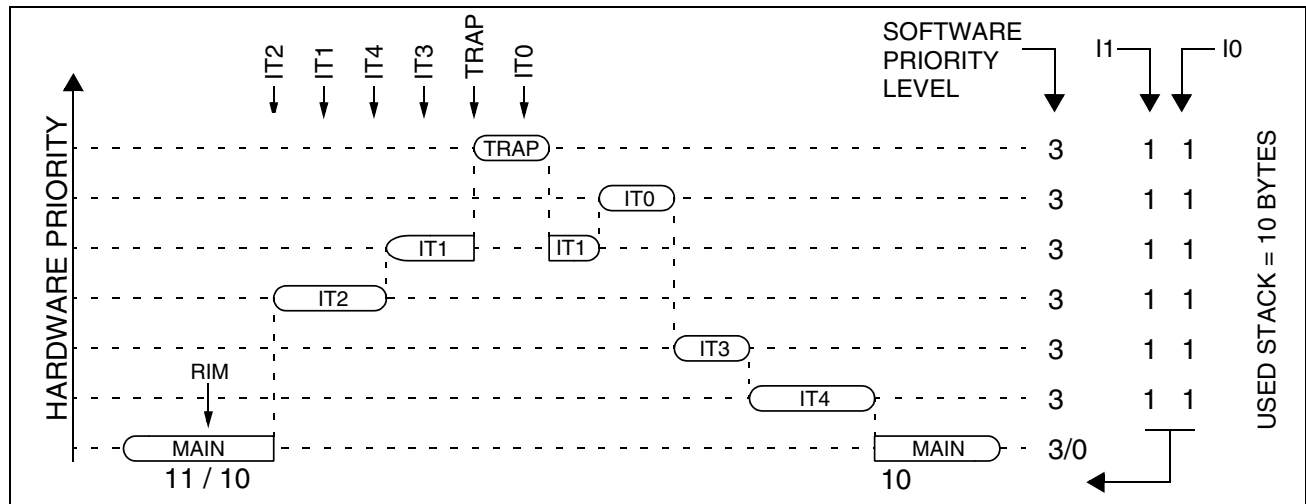 IT2
IT1
IT4
IT3
TRAP
IT0
SOFTWARE
PRIORITY
LEVEL
I1
I0
HARDWARE PRIORITY
TRAP
3 1 1
IT0
3 1 1
IT1
IT1
3 1 1
IT2
3 1 1
IT3
3 1 1
RIM
IT4
3 1 1
MAIN
MAIN
3/0
11 / 10
10
USED STACK = 10 BYTES